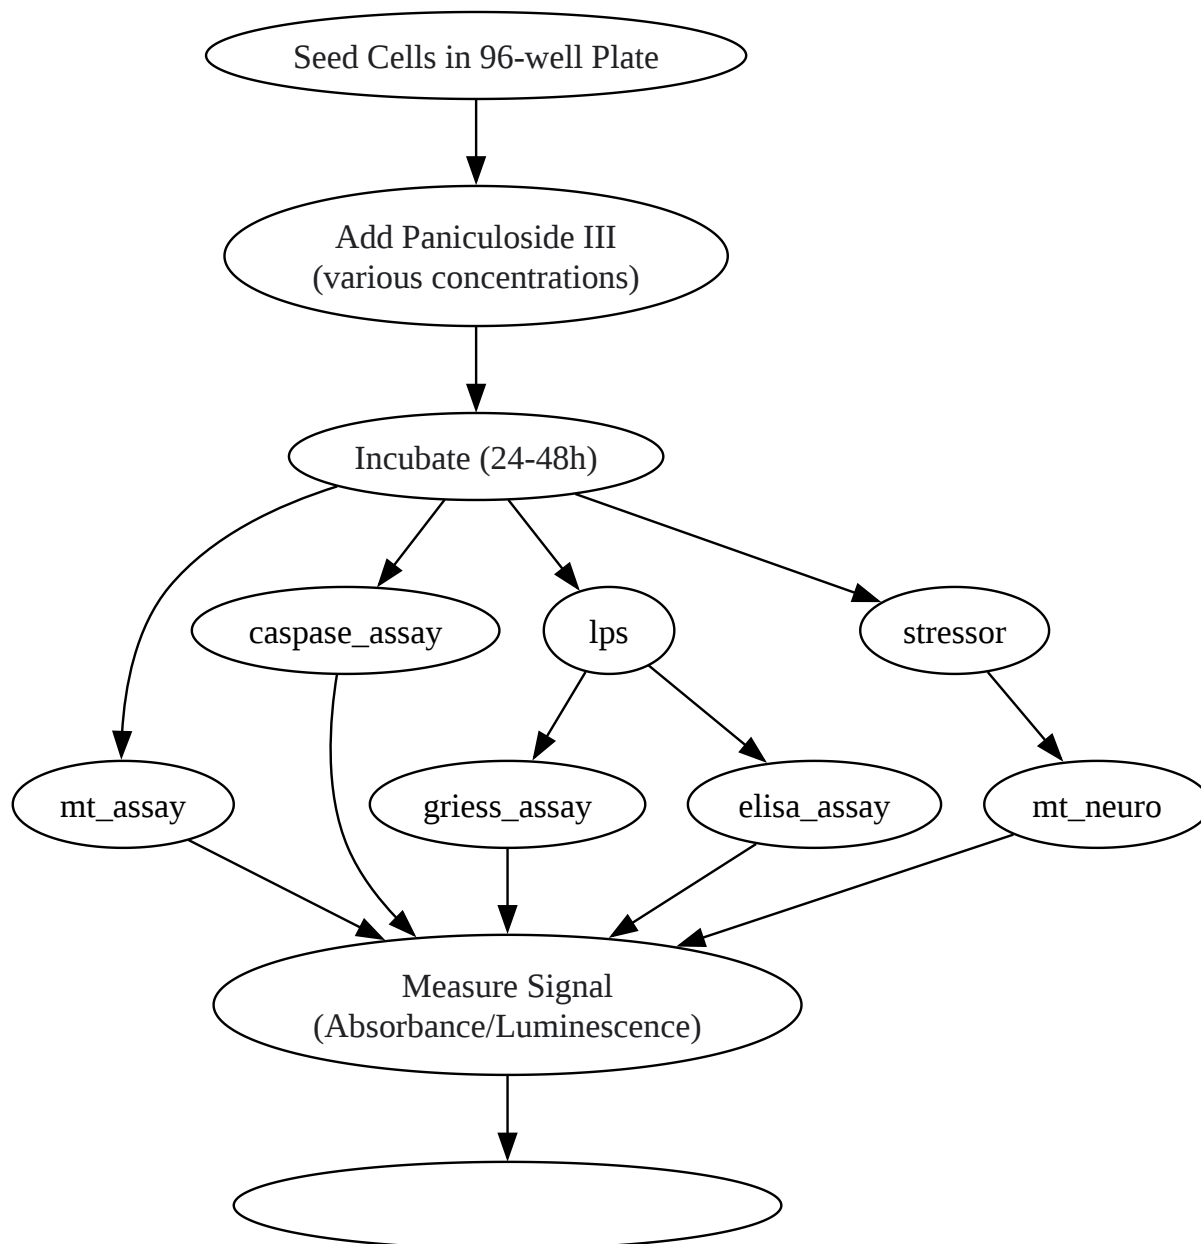 Seed Cells in 96-well Plate
Add Paniculoside III
(various concentrations)
Incubate (24-48h)
caspase_assay
lps
stressor
mt_assay
griess_assay
elisa_assay
mt_neuro
Measure Signal
(Absorbance/Luminescence)